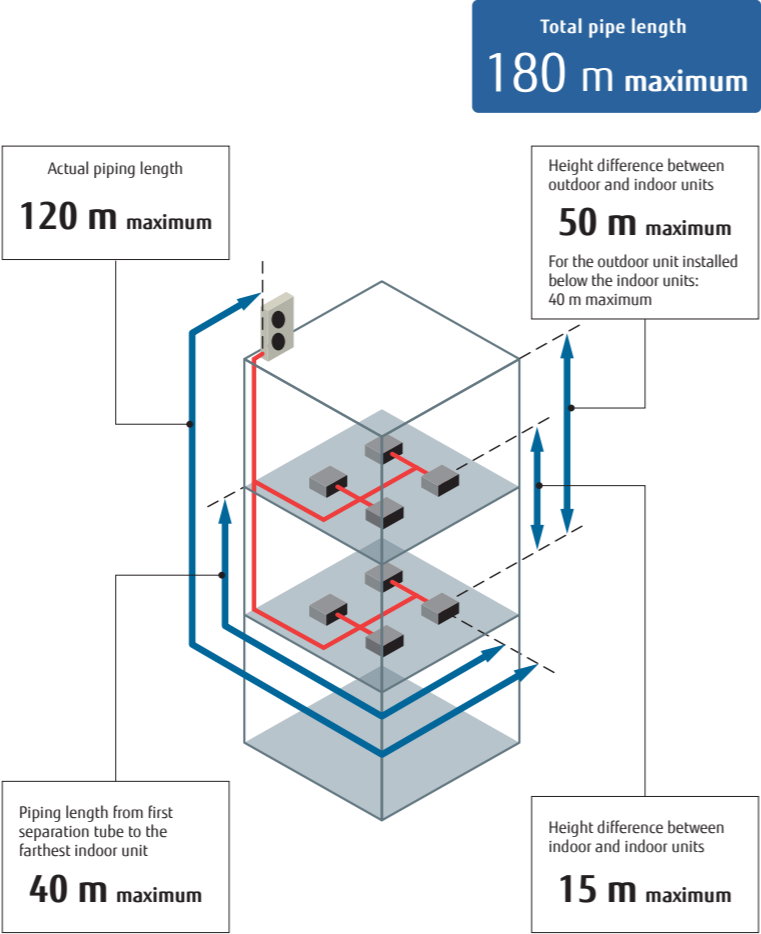 Total pipe length
180 m maximum
Actual piping length
120 m maximum
Height difference between
outdoor and indoor units
50 m maximum
For the outdoor unit installed
below the indoor units:
40 m maximum
Piping length from first
separation tube to the
farthest indoor unit
40 m maximum
Height difference between
indoor and indoor units
15 m maximum